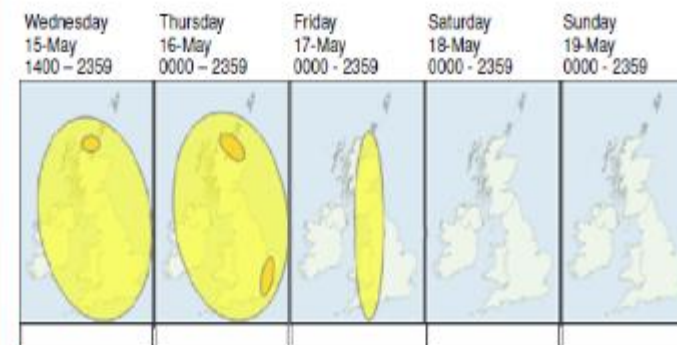 Wednesday
15-May
1400 – 2359
Thursday
16-May
0000 – 2359
Friday
17-May
0000 - 2359
Saturday
18-May
0000 - 2359
Sunday
19-May
0000 - 2359